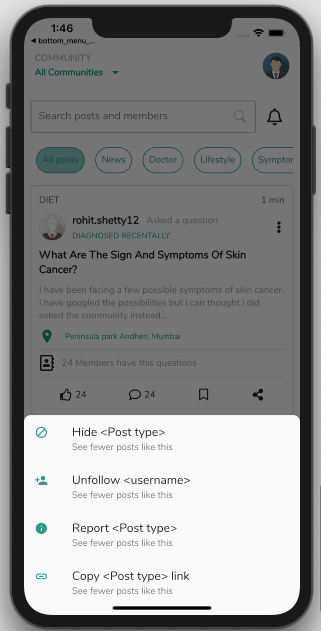 1:46
◀ bottom_menu_...
COMMUNITY
All Communities
Search posts and members
All posts
News
Doctor
Lifestyle
Symptor
DIET
1 min
rohit.shetty12 Asked a question
DIAGNOSED RECENTALLY
What Are The Sign And Symptoms Of Skin
Cancer?
I have been facing a few possible symptoms of skin cancer.
I have googled the possibilities but i can thought i did
asked the community instead...
Peninsula park Andheri, Mumbai
24 Members have this questions
24
24
Hide <Post type>
See fewer posts like this
Unfollow <username>
See fewer posts like this
Report <Post type>
See fewer posts like this
Copy <Post type> link
See fewer posts like this